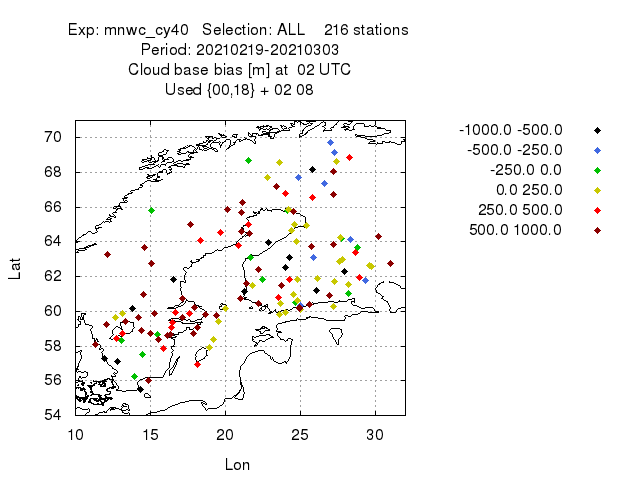 Exp: mnwc_cy40 Selection: ALL 216 stations
Period: 20210219-20210303
Cloud base bias [m] at 02 UTC
Used {00,18} + 02 08
70
68
66
64
62
60
58
56
54
Lat
10 15 20 25 30
Lon
-1000.0 -500.0
-500.0 -250.0
-250.0 0.0
0.0 250.0
250.0 500.0
500.0 1000.0